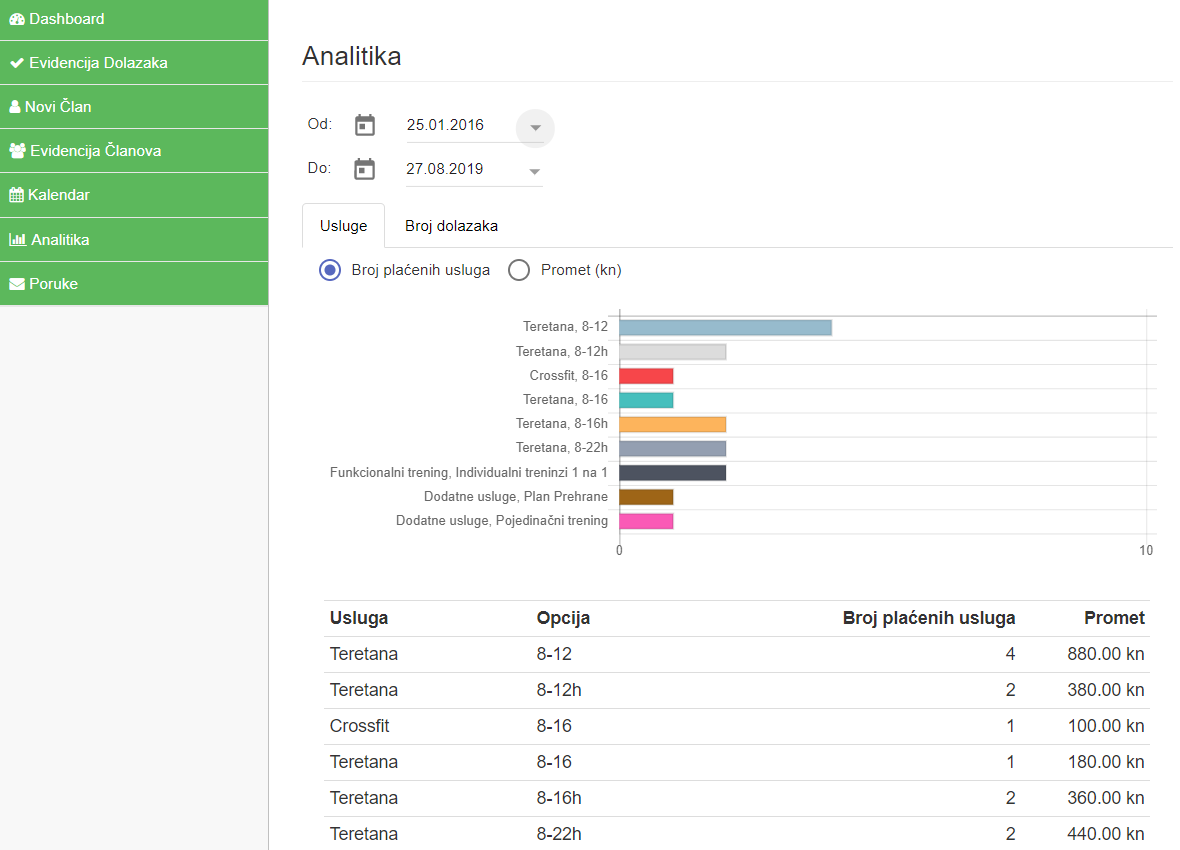 Dashboard
Evidencija Dolazaka
Novi Član
Evidencija Članova
Kalendar
Analitika
Poruke
Analitika
Od: 25.01.2016
Do: 27.08.2019
Usluge Broj dolazaka
Broj plaćenih usluga Promet (kn)
Teretana, 8-12
Teretana, 8-12h
Crossfit, 8-16
Teretana, 8-16
Teretana, 8-16h
Teretana, 8-22h
Funkcionalni trening, Individualni treninzi 1 na 1
Dodatne usluge, Plan Prehrane
Dodatne usluge, Pojedinačni trening
0 10
Usluga Opcija Broj plaćenih usluga Promet
Teretana 8-12 4 880.00 kn
Teretana 8-12h 2 380.00 kn
Crossfit 8-16 1 100.00 kn
Teretana 8-16 1 180.00 kn
Teretana 8-16h 2 360.00 kn
Teretana 8-22h 2 440.00 kn